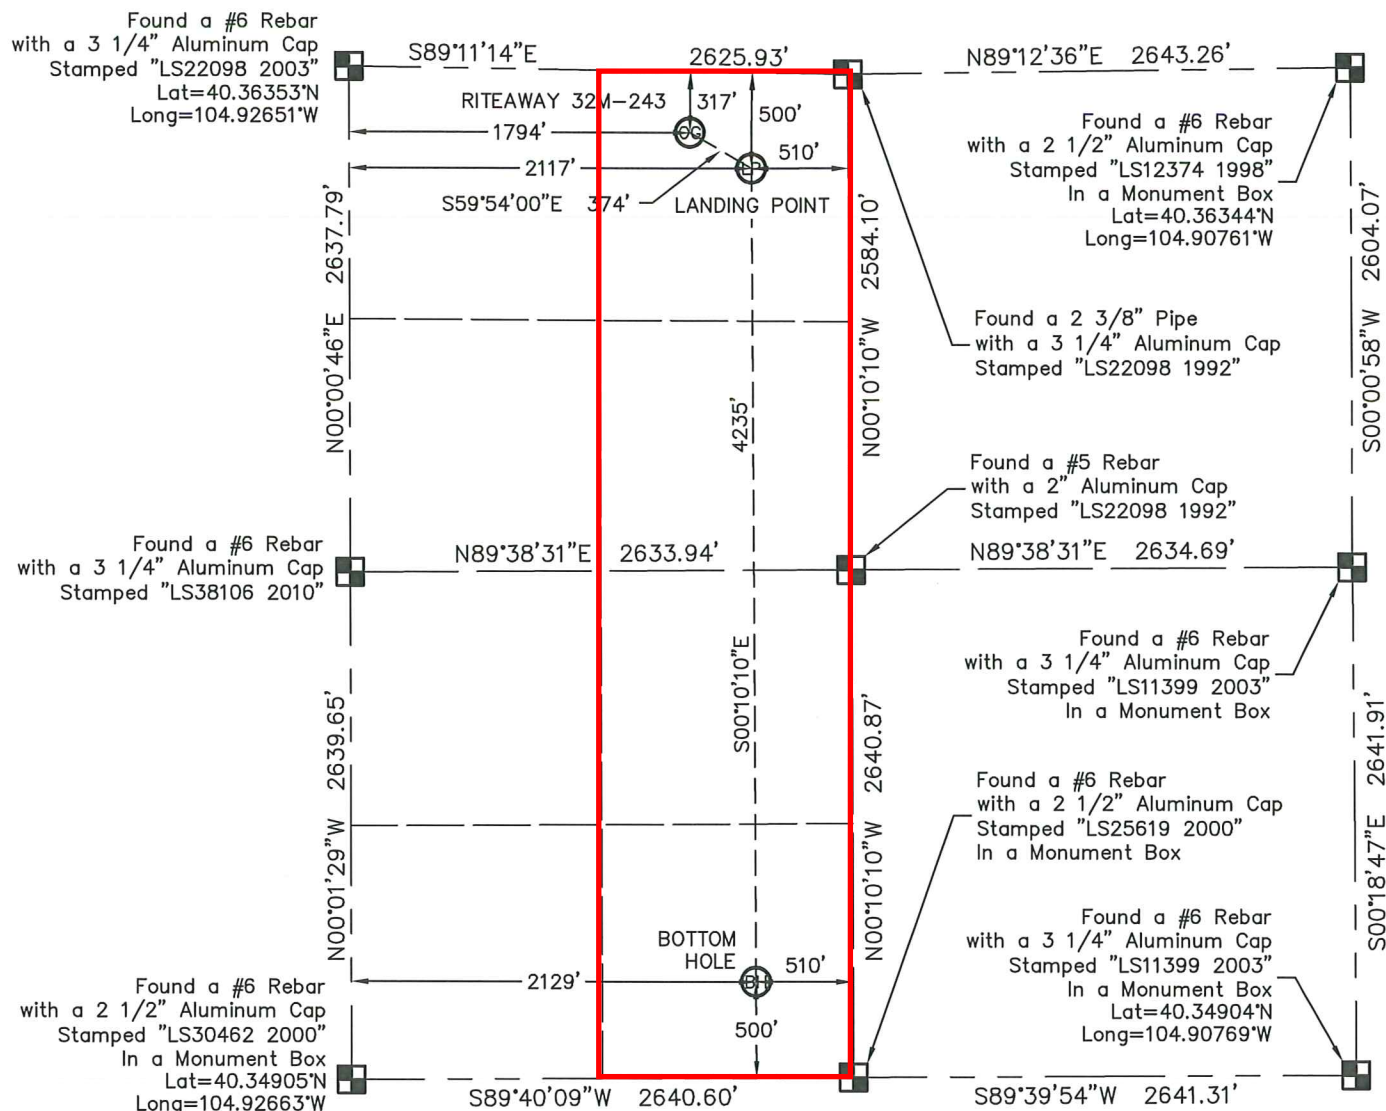 Found a #6 Rebar
with a 3 1/4" Aluminum Cap
Stamped "LS22098 2003"
Lat=40.36353°N
Long=104.92651°W
S89°11'14"E
2625.93'
N89°12'36"E 2643.26'
RITEAWAY 32M-243
317'
500'
1794'
OG
2117'
LP
510'
S59°54'00"E 374'
LANDING POINT
Found a #6 Rebar
with a 2 1/2" Aluminum Cap
Stamped "LS12374 1998"
In a Monument Box
Lat=40.36344°N
Long=104.90761°W
N00°00'46"E 2637.79'
N00°10'10"W 2584.10'
S00°00'58"W 2604.07'
Found a 2 3/8" Pipe
with a 3 1/4" Aluminum Cap
Stamped "LS22098 1992"
4235'
S00°10'10"E
Found a #5 Rebar
with a 2" Aluminum Cap
Stamped "LS22098 1992"
Found a #6 Rebar
with a 3 1/4" Aluminum Cap
Stamped "LS38106 2010"
N89°38'31"E 2633.94'
N89°38'31"E 2634.69'
Found a #6 Rebar
with a 3 1/4" Aluminum Cap
Stamped "LS11399 2003"
In a Monument Box
N00°01'29"W 2639.65'
N00°10'10"W 2640.87'
S00°18'47"E 2641.91'
Found a #6 Rebar
with a 2 1/2" Aluminum Cap
Stamped "LS25619 2000"
In a Monument Box
BOTTOM
HOLE
BH
510'
2129'
500'
Found a #6 Rebar
with a 3 1/4" Aluminum Cap
Stamped "LS11399 2003"
In a Monument Box
Lat=40.34904°N
Long=104.90769°W
Found a #6 Rebar
with a 2 1/2" Aluminum Cap
Stamped "LS30462 2000"
In a Monument Box
Lat=40.34905°N
Long=104.92663°W
S89°40'09"W 2640.60'
S89°39'54"W 2641.31'